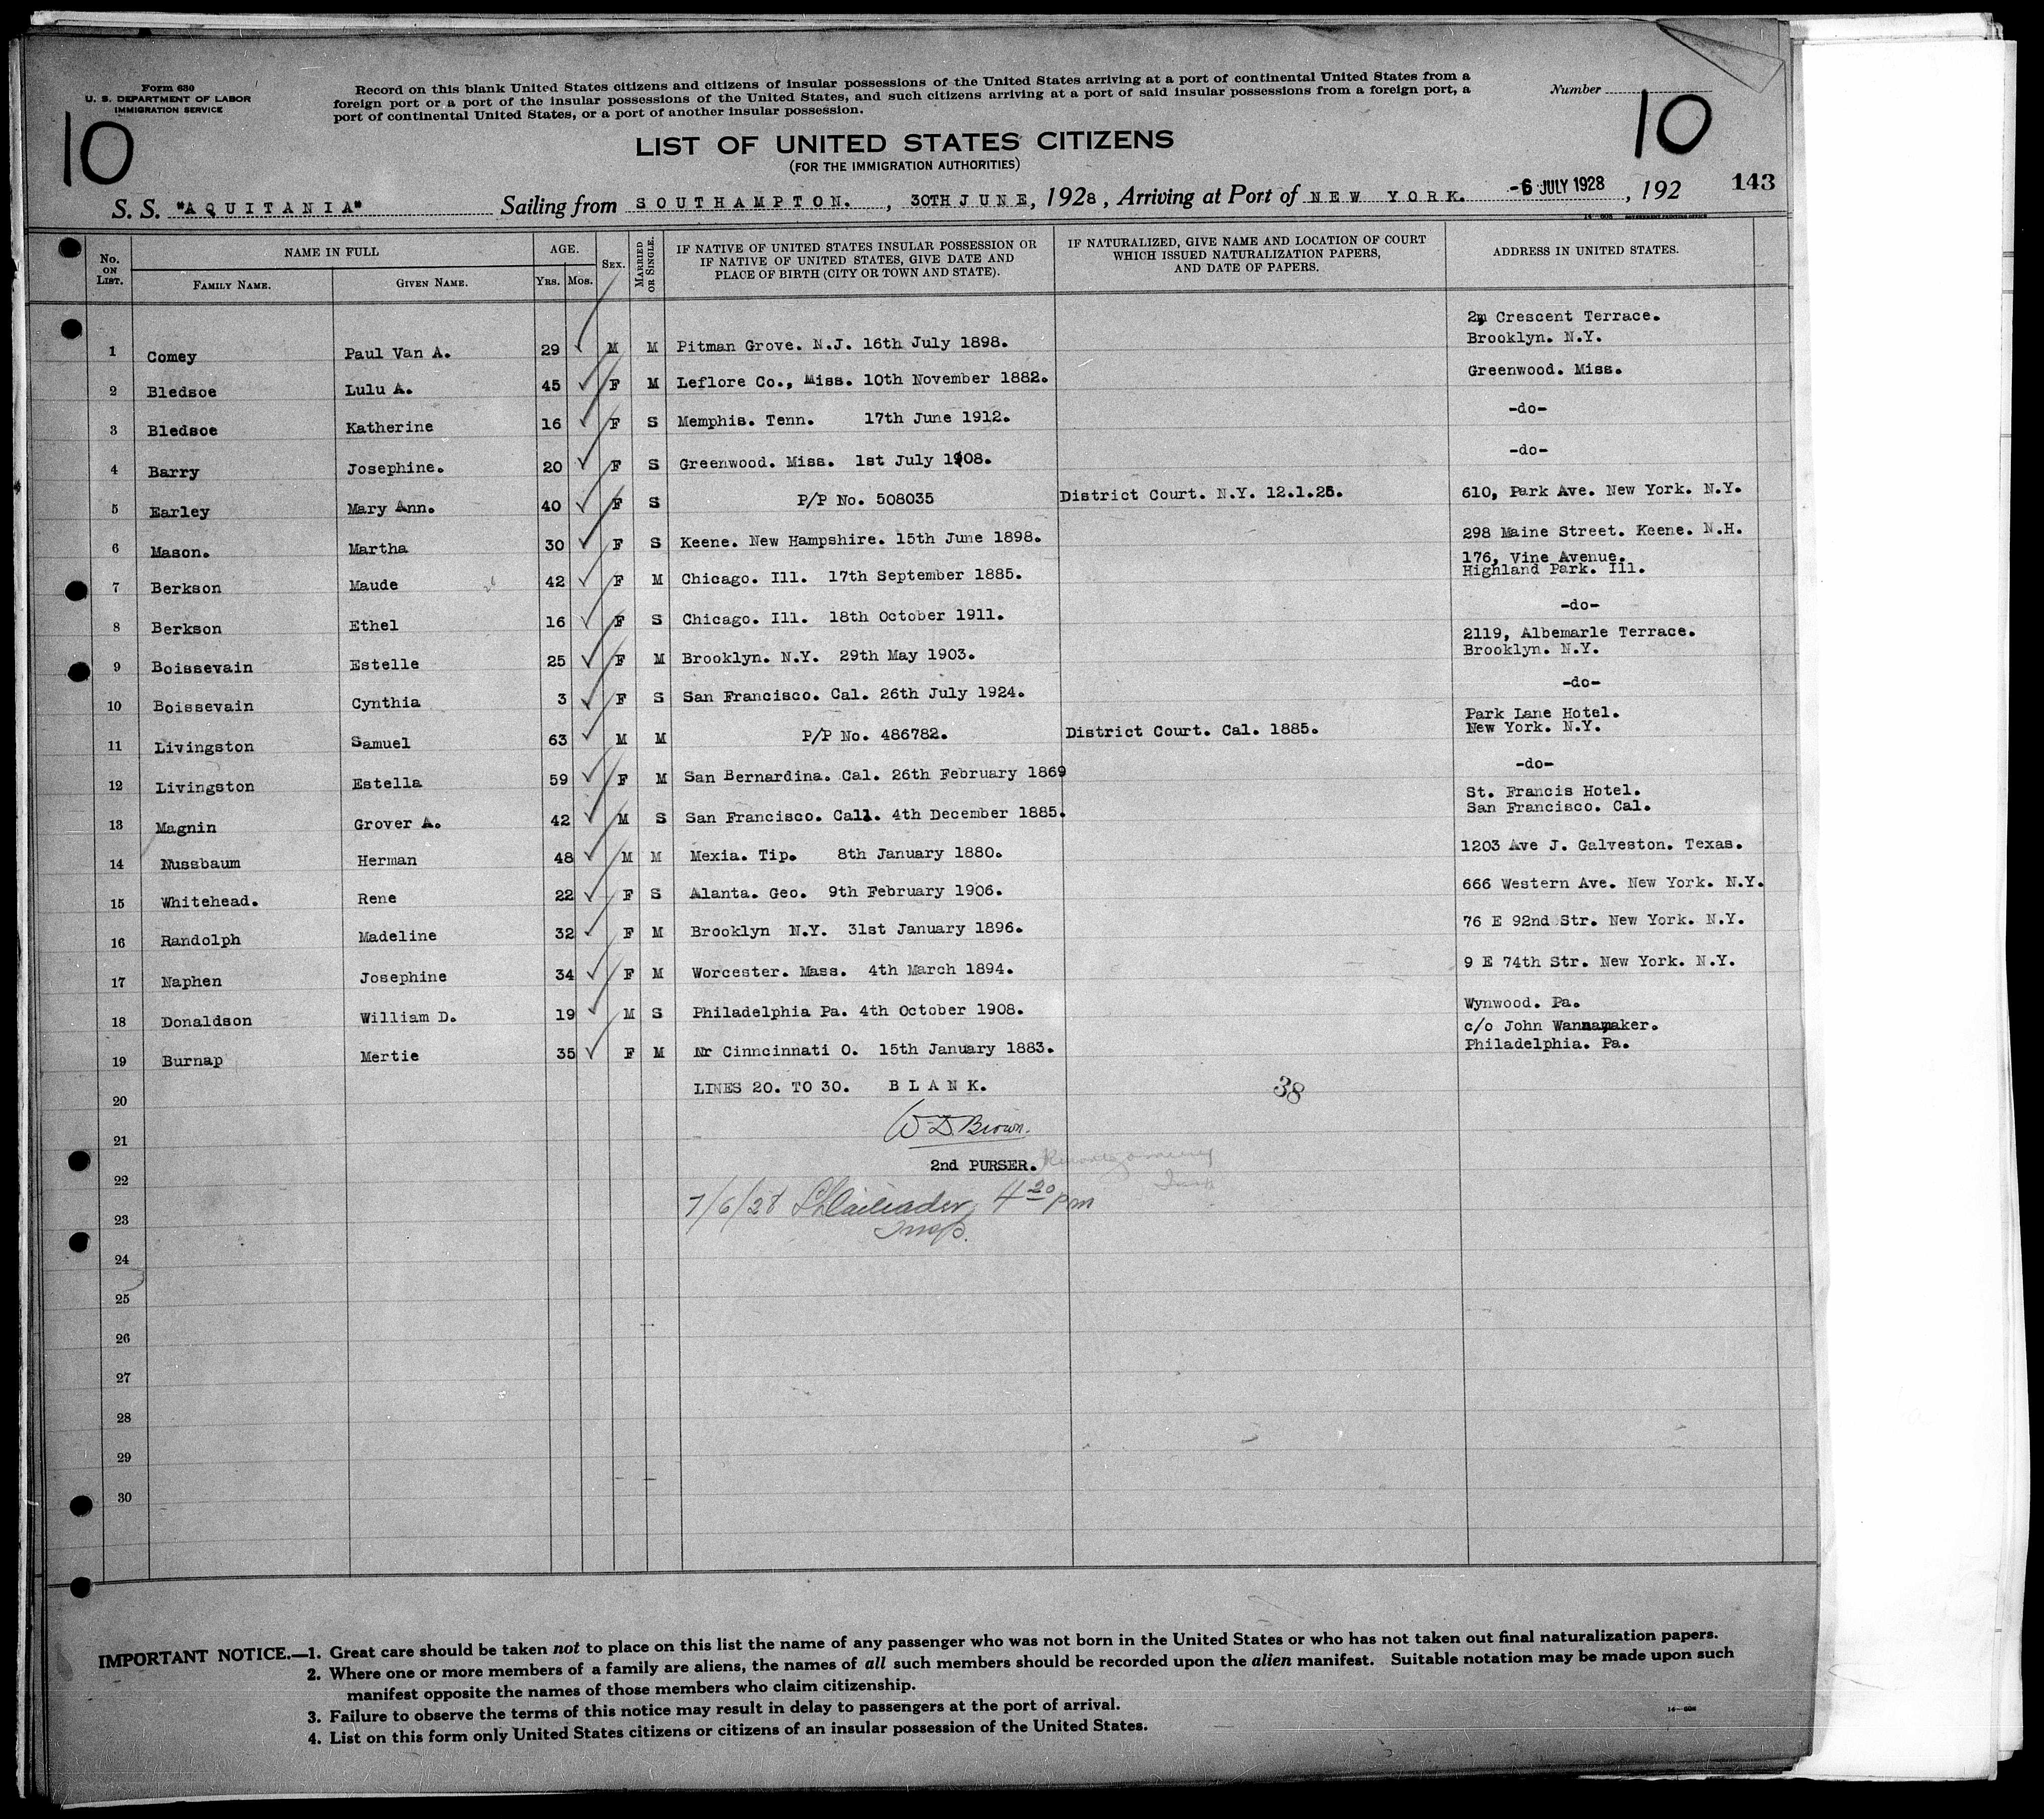 Form 630
U. S. DEPARTMENT OF LABOR
IMMIGRATION SERVICE
Record on this blank United States citizens and citizens of insular possessions of the United States arriving at a port of continental United States from a
foreign port or a port of the insular possessions of the United States, and such citizens arriving at a port of said insular possessions from a foreign port, a
port of continental United States, or a port of another insular possession.
Number
10
10
LIST OF UNITED STATES CITIZENS
(FOR THE IMMIGRATION AUTHORITIES)
S. S. "AQUITANIA" Sailing from SOUTHAMPTON. , 30TH JUNE, 1928, Arriving at Port of NEW YORK. -6 JULY 1928 , 192 143
14—608 GOVERNMENT PRINTING OFFICE
No. ON LIST. NAME IN FULL AGE. SEX. MARRIED OR SINGLE. IF NATIVE OF UNITED STATES INSULAR POSSESSION OR IF NATIVE OF UNITED STATES, GIVE DATE AND PLACE OF BIRTH (CITY OR TOWN AND STATE). IF NATURALIZED, GIVE NAME AND LOCATION OF COURT WHICH ISSUED NATURALIZATION PAPERS, AND DATE OF PAPERS. ADDRESS IN UNITED STATES.
FAMILY NAME. GIVEN NAME. YRS. MOS.
1 Comey Paul Van A. 29 M M Pitman Grove. N.J. 16th July 1898. Crescent Terrace. Brooklyn. N.Y.
2 Bledsoe Lulu A. 45 F M Leflore Co., Miss. 10th November 1882. Greenwood. Miss.
3 Bledsoe Katherine 16 F S Memphis. Tenn. 17th June 1912. -do-
4 Barry Josephine. 20 F S Greenwood. Miss. 1st July 1908. -do-
5 Earley Mary Ann. 40 F S P/P No. 508035 District Court. N.Y. 12.1.25. 610, Park Ave. New York. N.Y.
6 Mason. Martha 30 F S Keene. New Hampshire. 15th June 1898. 298 Maine Street. Keene. N.H.
7 Berkson Maude 42 F M Chicago. Ill. 17th September 1885. 176, Vine Avenue. Highland Park. Ill.
8 Berkson Ethel 16 F S Chicago. Ill. 18th October 1911. -do-
9 Boissevain Estelle 25 F M Brooklyn. N.Y. 29th May 1903. 2119, Albemarle Terrace. Brooklyn. N.Y.
10 Boissevain Cynthia 3 F S San Francisco. Cal. 26th July 1924. -do-
11 Livingston Samuel 63 M M P/P No. 486782. District Court. Cal. 1885. Park Lane Hotel. New York. N.Y.
12 Livingston Estella 59 F M San Bernardina. Cal. 26th February 1869 -do-
13 Magnin Grover A. 42 M S San Francisco. Call. 4th December 1885. St. Francis Hotel. San Francisco. Cal.
14 Nussbaum Herman 48 M M Mexia. Tip. 8th January 1880. 1203 Ave J. Galveston. Texas.
15 Whitehead. Rene 22 F S Alanta. Geo. 9th February 1906. 666 Western Ave. New York. N.Y.
16 Randolph Madeline 32 F M Brooklyn N.Y. 31st January 1896. 76 E 92nd Str. New York. N.Y.
17 Naphen Josephine 34 F M Worcester. Mass. 4th March 1894. 9 E 74th Str. New York. N.Y.
18 Donaldson William D. 19 M S Philadelphia Pa. 4th October 1908. Wynwood. Pa.
19 Burnap Mertie 35 F M Nr Cinncinnati O. 15th January 1883. c/o John Wannamaker. Philadelphia. Pa.
20 LINES 20. TO 30. BLANK. 38
21 W D Brown.
22 2nd PURSER.
23 7/6/28 4 20 pm
Insp.
24
25
26
27
28
29
30
IMPORTANT NOTICE.—1. Great care should be taken not to place on this list the name of any passenger who was not born in the United States or who has not taken out final naturalization papers.
2. Where one or more members of a family are aliens, the names of all such members should be recorded upon the alien manifest. Suitable notation may be made upon such
manifest opposite the names of those members who claim citizenship.
3. Failure to observe the terms of this notice may result in delay to passengers at the port of arrival.
4. List on this form only United States citizens or citizens of an insular possession of the United States.
14—608